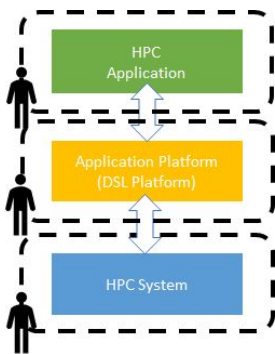 HPC
Application
Application Platform
(DSL Platform)
HPC System